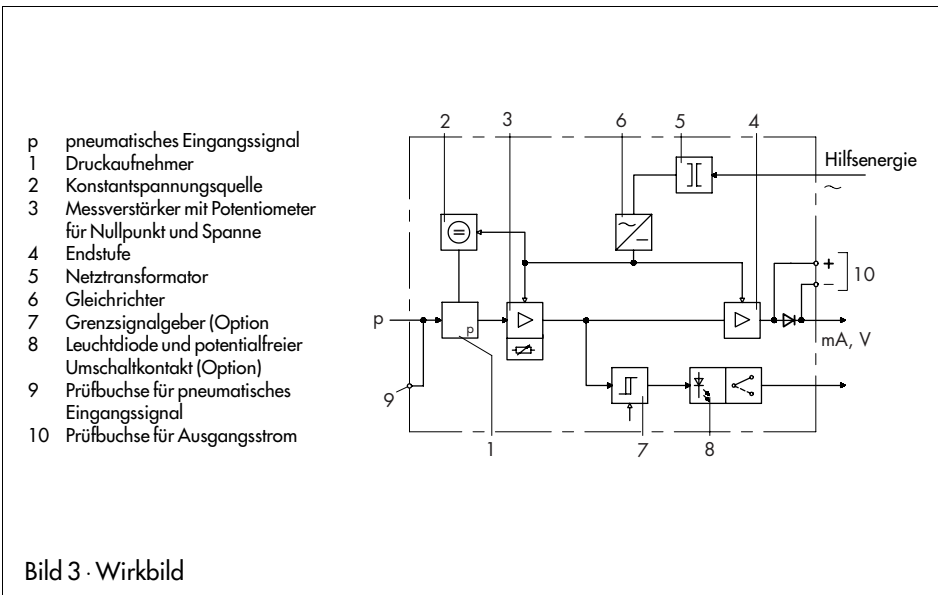 p pneumatisches Eingangssignal
1 Druckaufnehmer
2 Konstantspannungsquelle
3 Messverstärker mit Potentiometer
für Nullpunkt und Spanne
4 Endstufe
5 Netztransformator
6 Gleichrichter
7 Grenzsignalgeber (Option
8 Leuchtdiode und potentialfreier
Umschaltkontakt (Option)
9 Prüfbuchse für pneumatisches
Eingangssignal
10 Prüfbuchse für Ausgangsstrom
2 3 6 5 4
Hilfsenergie
~
=
~ –
+
10
–
p
p
mA, V
9
1 7 8
Bild 3 · Wirkbild